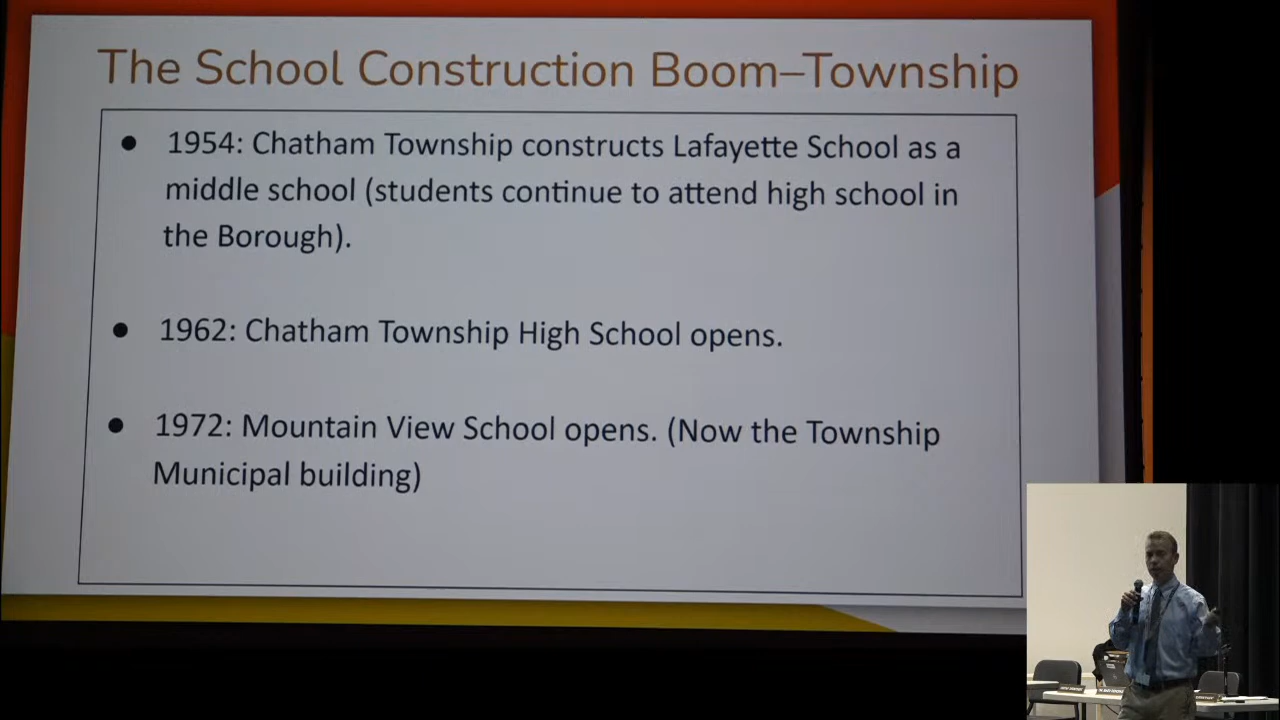 The School Construction Boom–Township
● 1954: Chatham Township constructs Lafayette School as a
middle school (students continue to attend high school in
the Borough).
● 1962: Chatham Township High School opens.
● 1972: Mountain View School opens. (Now the Township
Municipal building)